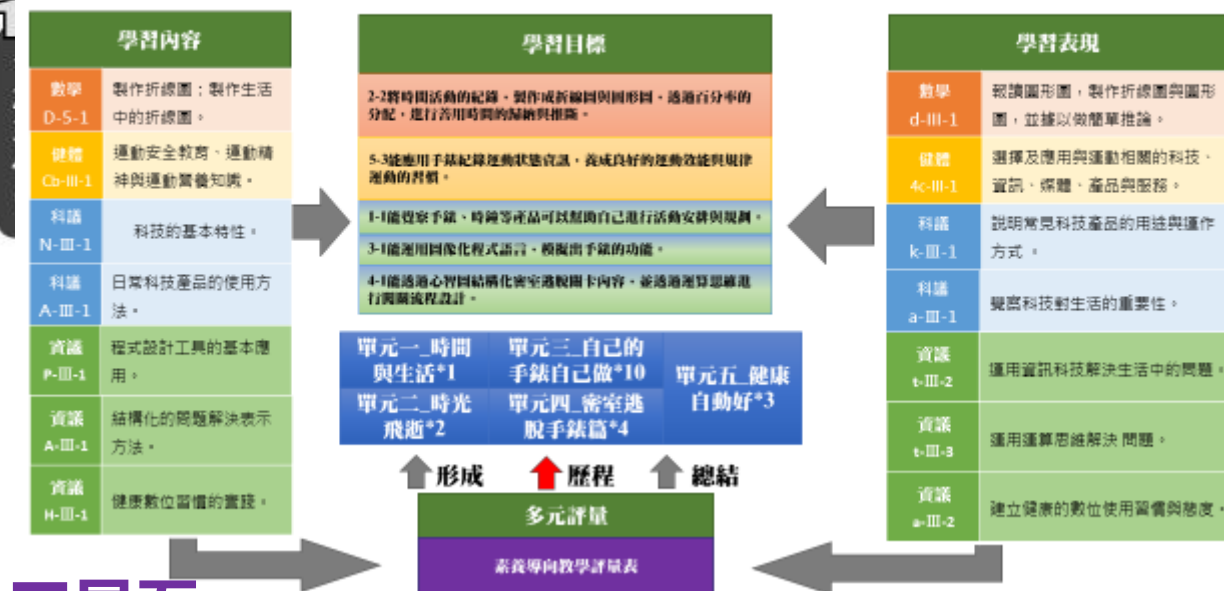 學習內容
數學
D-5-1
製作折線圖：製作生活
中的折線圖。
健體
Cb-III-1
運動安全教育、運動精
神與運動營養知識。
科議
N-Ⅲ-1
科技的基本特性。
科議
A-Ⅲ-1
日常科技產品的使用方
法。
資議
P-Ⅲ-1
程式設計工具的基本應
用。
資議
A-Ⅲ-1
結構化的問題解決表示
方法。
資議
H-Ⅲ-1
健康數位習慣的實踐。
學習目標
2-2將時間活動的紀錄、製作成折線圖與圓形圖、透過百分率的
分配，進行善用時間的歸納與推斷。
5-3能應用手錶紀錄運動狀態資訊，養成良好的運動效能與規律
運動的習慣。
1-1能覺察手錶、時鐘等產品可以幫助自己進行活動安排與規劃。
3-1能運用圖像化程式語言，模擬出手錶的功能。
4-1能透過心智圖結構化密室逃脫關卡內容，並透過運算思維進
行闖關流程設計。
單元一_時間
與生活*1
單元二_時光
飛逝*2
單元三_自己的
手錶自己做*10
單元四_密室逃
脫手錶篇*4
單元五_健康
自動好*3
形成
歷程
總結
多元評量
素養導向教學評量表
學習表現
數學
d-III-1
報讀圓形圖，製作折線圖與圓形
圖，並據以做簡單推論。
健體
4c-III-1
選擇及應用與運動相關的科技、
資訊、媒體、產品與服務。
科議
k-Ⅲ-1
說明常見科技產品的用途與運作
方式。
科議
a-Ⅲ-1
覺察科技對生活的重要性。
資議
t-Ⅲ-2
運用資訊科技解決生活中的問題。
資議
t-Ⅲ-3
運用運算思維解決問題。
資議
a-Ⅲ-2
建立健康的數位使用習慣與態度。